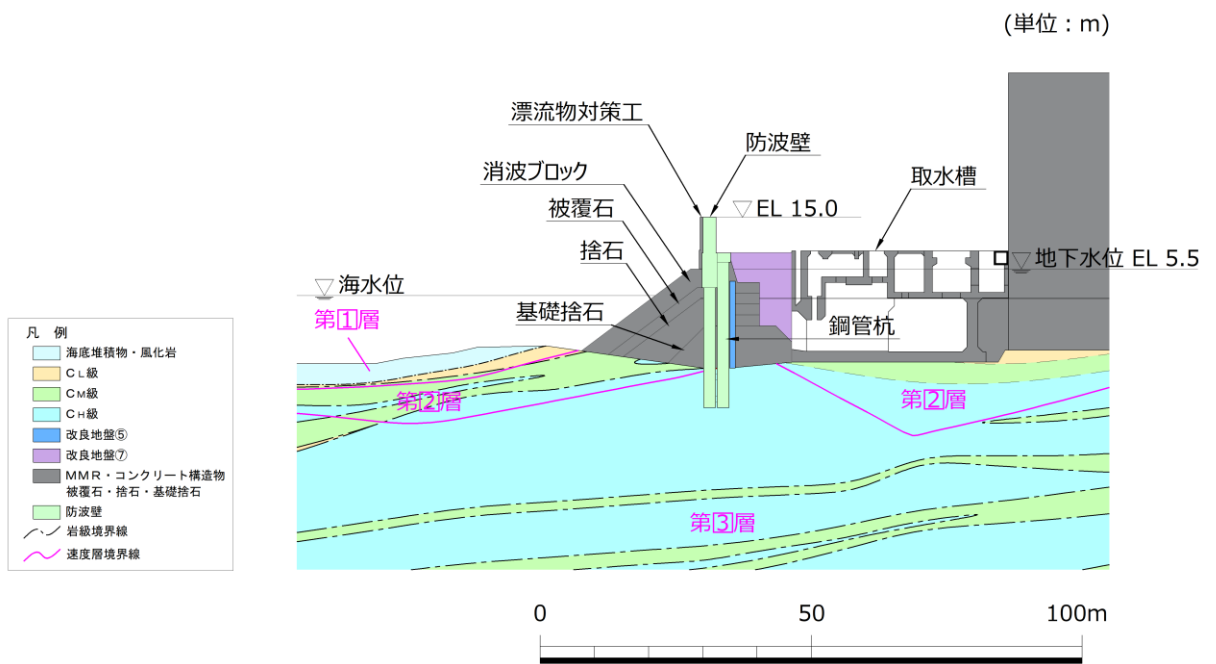 (単位:m)
漂流物対策工
防波壁
消波ブロック
取水槽
被覆石
EL 15.0
捨石
地下水位 EL 5.5
海水位
基礎捨石
鋼管杭
第1層
第2層
第2層
第3層
凡 例
海底堆積物・風化岩
CL級
CM級
CH級
改良地盤⑤
改良地盤⑦
MMR・コンクリート構造物
被覆石・捨石・基礎捨石
防波壁
岩級境界線
速度層境界線
0 50 100m